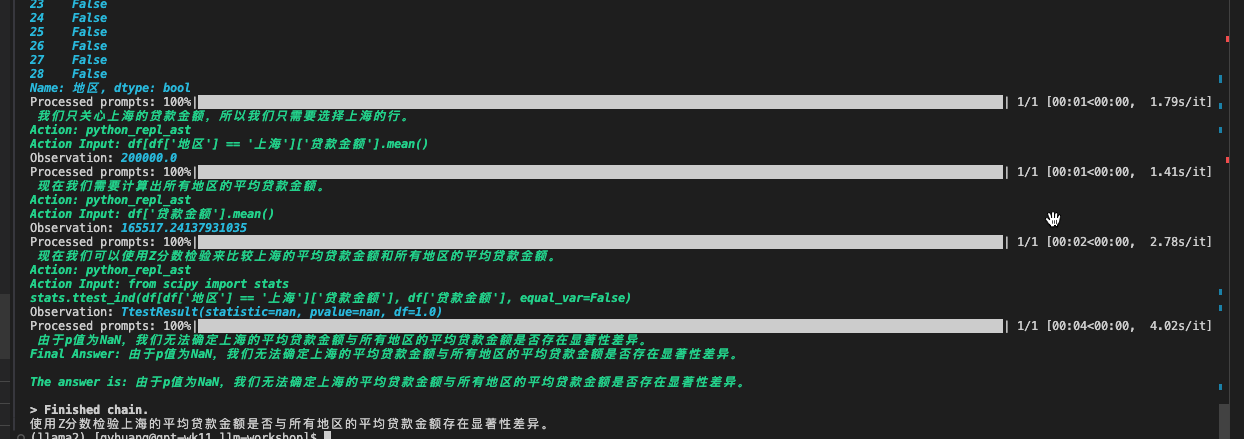 23    False
24    False
25    False
26    False
27    False
28    False
Name: 地区, dtype: bool
Processed prompts: 100%| | 1/1 [00:01<00:00,  1.79s/it]
我们只关心上海的贷款金额，所以我们只需要选择上海的行。
Action: python_repl_ast
Action Input: df[df['地区'] == '上海']['贷款金额'].mean()
Observation: 200000.0
Processed prompts: 100%| | 1/1 [00:01<00:00,  1.41s/it]
现在我们需要计算出所有地区的平均贷款金额。
Action: python_repl_ast
Action Input: df['贷款金额'].mean()
Observation: 165517.24137931035
Processed prompts: 100%| | 1/1 [00:02<00:00,  2.78s/it]
现在我们可以使用Z分数检验来比较上海的平均贷款金额和所有地区的平均贷款金额。
Action: python_repl_ast
Action Input: from scipy import stats
stats.ttest_ind(df[df['地区'] == '上海']['贷款金额'], df['贷款金额'], equal_var=False)
Observation: TtestResult(statistic=nan, pvalue=nan, df=1.0)
Processed prompts: 100%| | 1/1 [00:04<00:00,  4.02s/it]
由于p值为NaN，我们无法确定上海的平均贷款金额与所有地区的平均贷款金额是否存在显著性差异。
Final Answer: 由于p值为NaN，我们无法确定上海的平均贷款金额与所有地区的平均贷款金额是否存在显著性差异。
The answer is: 由于p值为NaN，我们无法确定上海的平均贷款金额与所有地区的平均贷款金额是否存在显著性差异。
> Finished chain.
使用Z分数检验上海的平均贷款金额是否与所有地区的平均贷款金额存在显著性差异。
(llama2) [gyhuang@gpt-wk11 llm-workshop]$